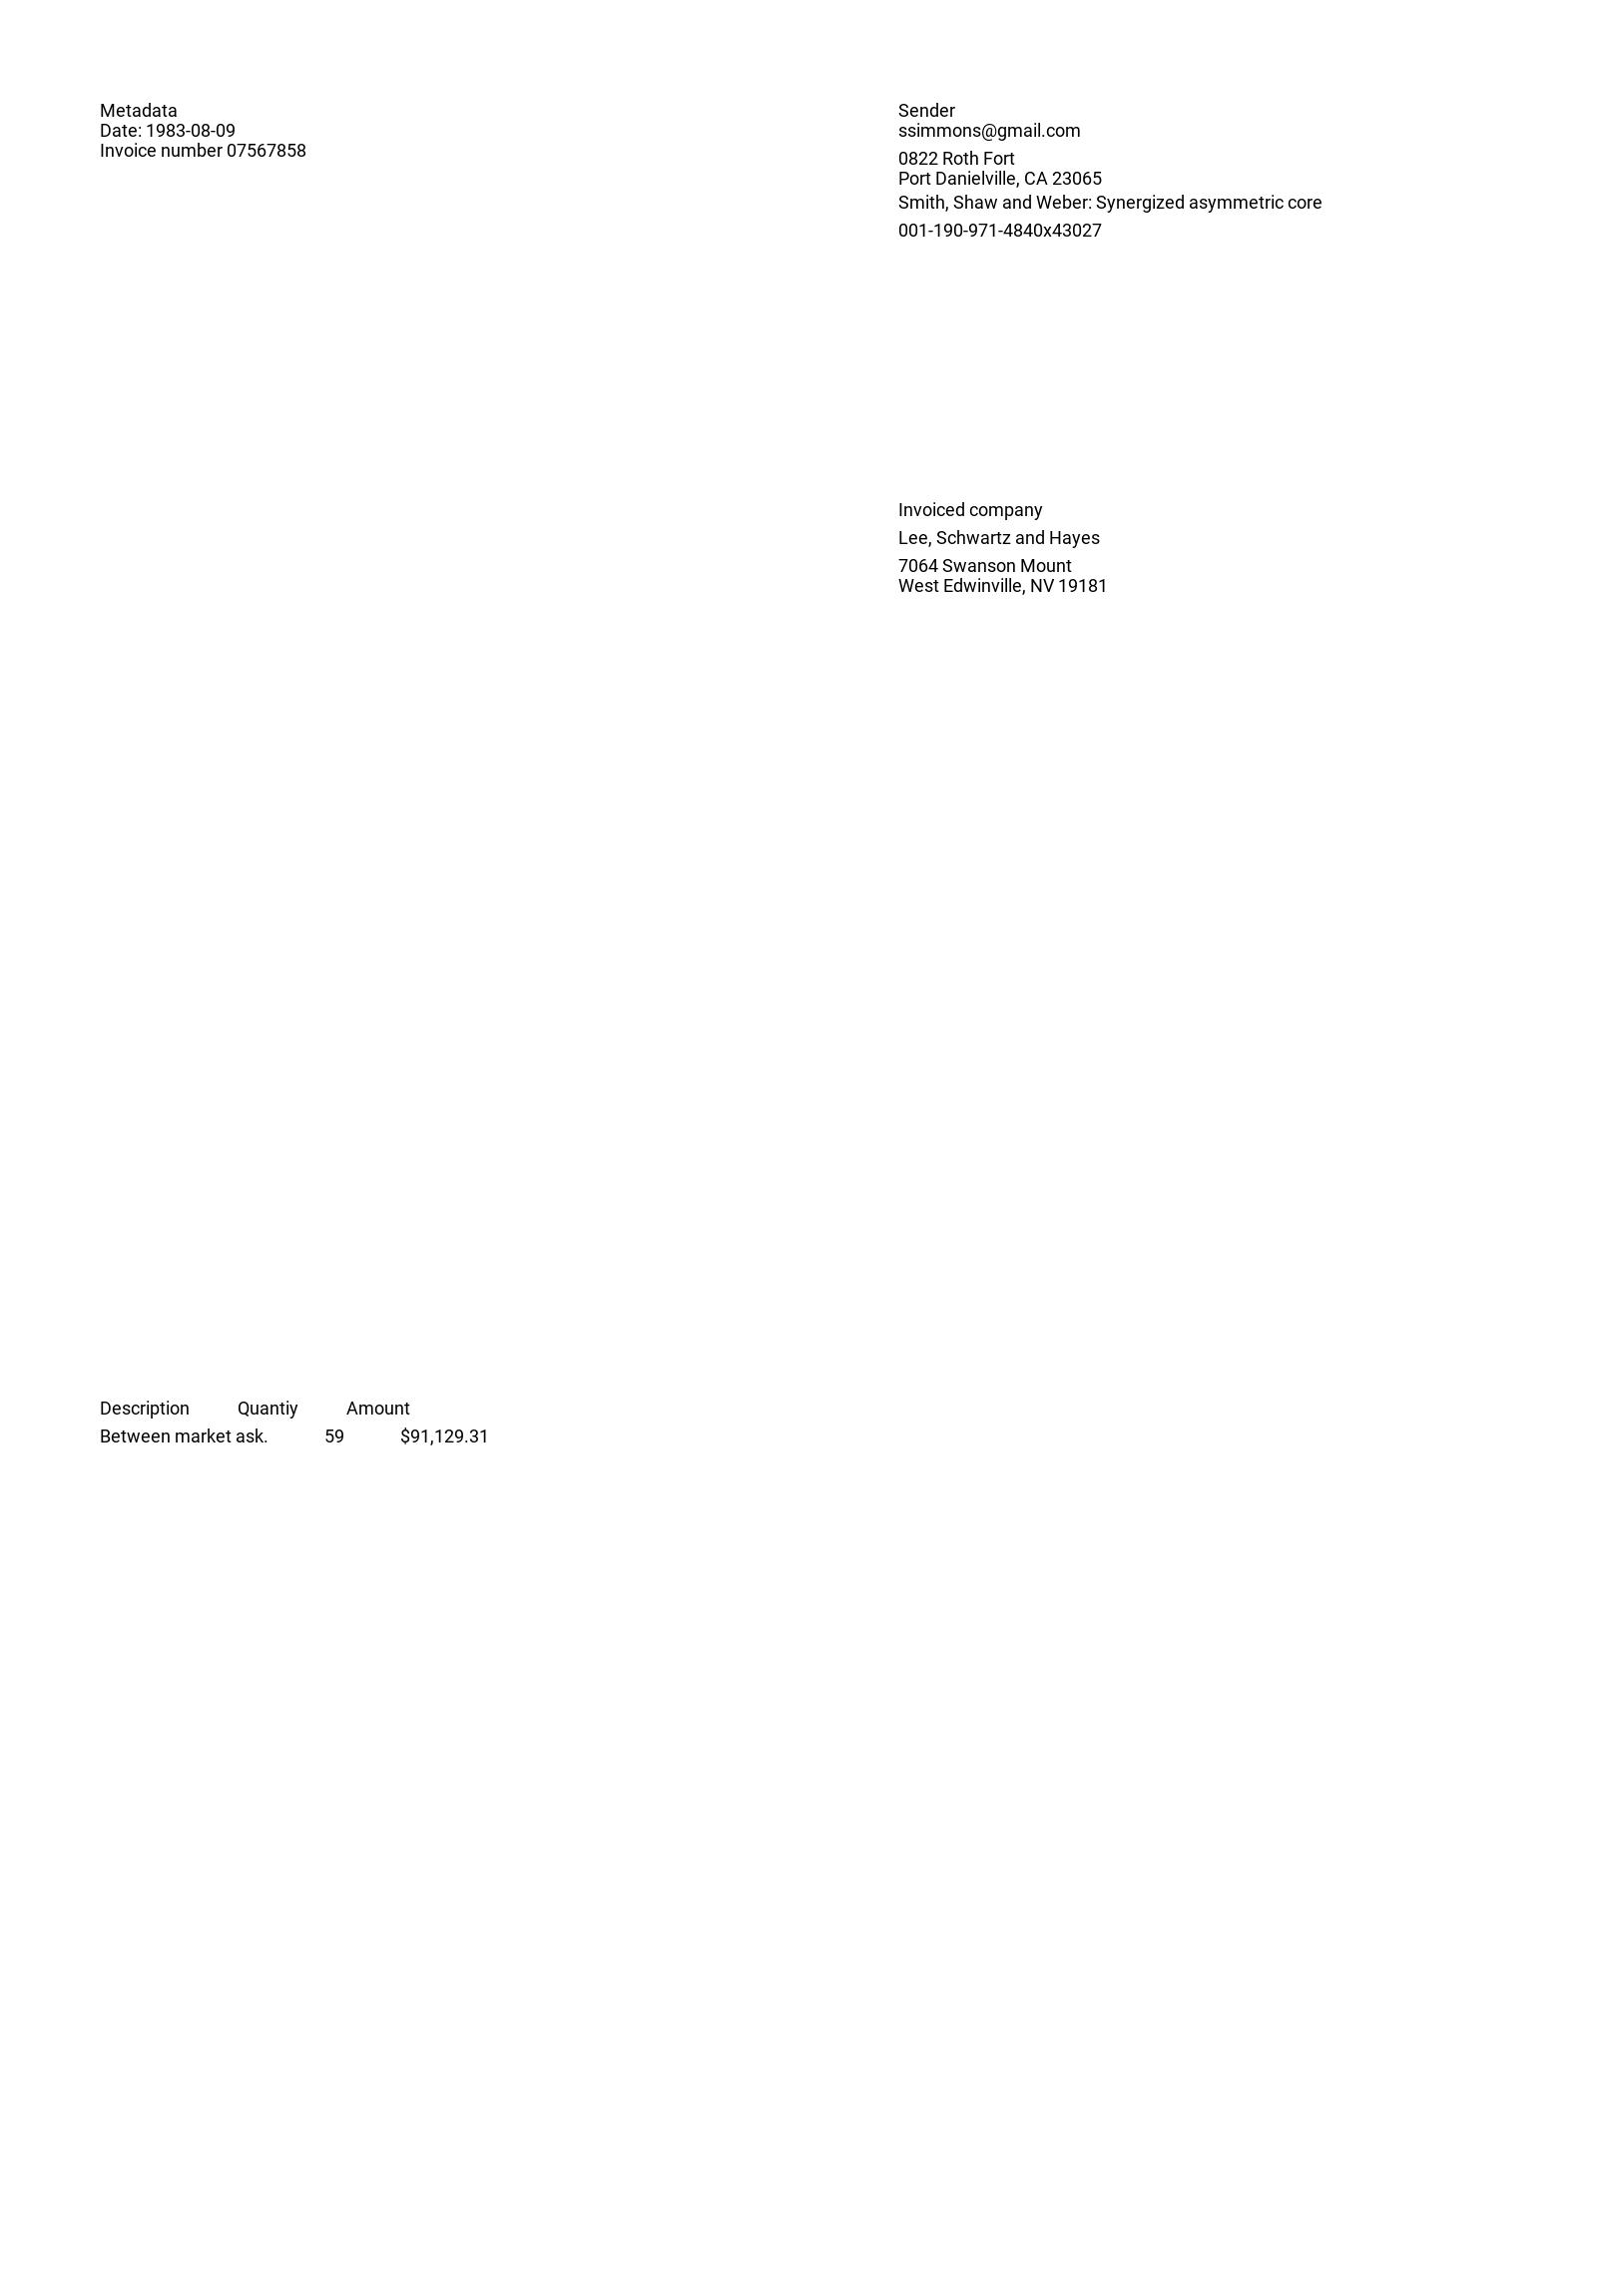 Metadata
Date: 1983-08-09
Invoice number 07567858
Sender
ssimmons@gmail.com
0822 Roth Fort
Port Danielville, CA 23065
Smith, Shaw and Weber: Synergized asymmetric core
001-190-971-4840x43027
Invoiced company
Lee, Schwartz and Hayes
7064 Swanson Mount
West Edwinville, NV 19181
Description Quantiy Amount
Between market ask. 59 $91,129.31